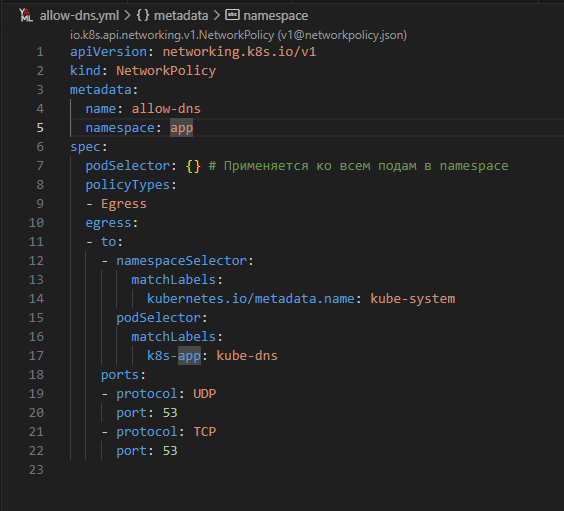 YAML allow-dns.yml > {} metadata > abc namespace
io.k8s.api.networking.v1.NetworkPolicy (v1@networkpolicy.json)
1 apiVersion: networking.k8s.io/v1
2 kind: NetworkPolicy
3 metadata:
4   name: allow-dns
5   namespace: app
6 spec:
7   podSelector: {} # Применяется ко всем подам в namespace
8   policyTypes:
9   - Egress
10   egress:
11   - to:
12     - namespaceSelector:
13         matchLabels:
14           kubernetes.io/metadata.name: kube-system
15       podSelector:
16         matchLabels:
17           k8s-app: kube-dns
18     ports:
19     - protocol: UDP
20       port: 53
21     - protocol: TCP
22       port: 53
23